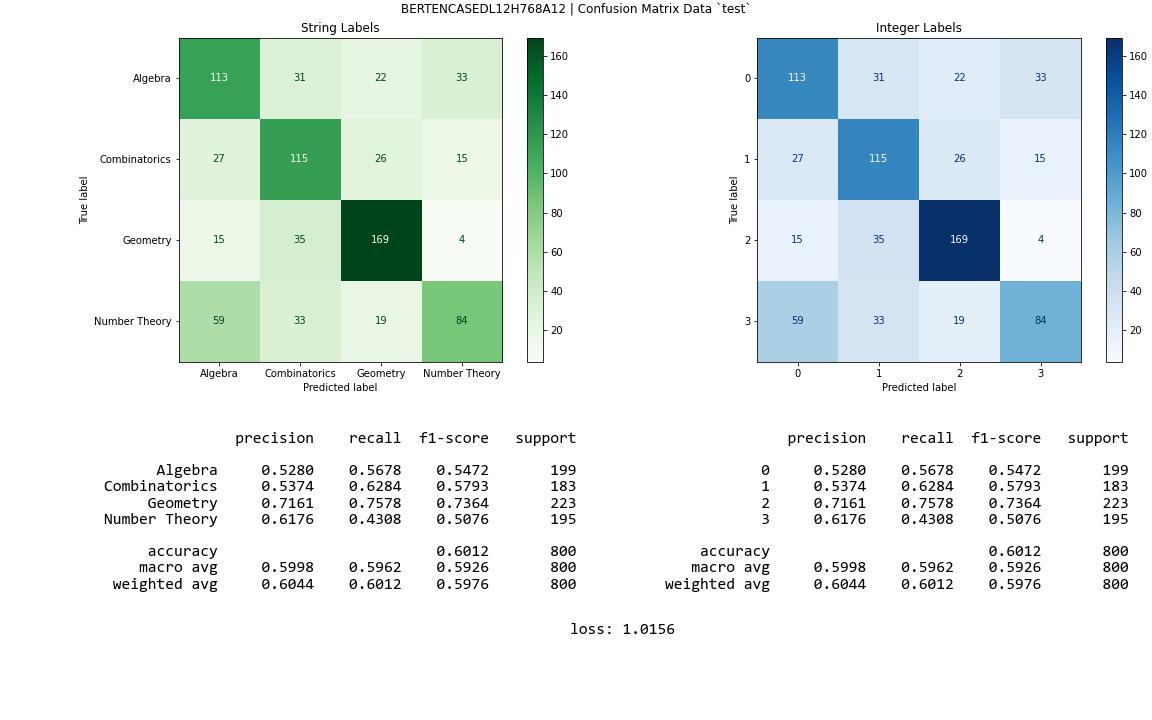 BERTENCASEDL12H768A12 | Confusion Matrix Data `test`
String Labels
Algebra 113 31 22 33
Combinatorics 27 115 26 15
Geometry 15 35 169 4
Number Theory 59 33 19 84
Algebra Combinatorics Geometry Number Theory
Predicted label
True label
160
140
120
100
80
60
40
20
Integer Labels
0 113 31 22 33
1 27 115 26 15
2 15 35 169 4
3 59 33 19 84
0 1 2 3
Predicted label
True label
160
140
120
100
80
60
40
20
precision recall f1-score support
Algebra 0.5280 0.5678 0.5472 199
Combinatorics 0.5374 0.6284 0.5793 183
Geometry 0.7161 0.7578 0.7364 223
Number Theory 0.6176 0.4308 0.5076 195
accuracy 0.6012 800
macro avg 0.5998 0.5962 0.5926 800
weighted avg 0.6044 0.6012 0.5976 800
precision recall f1-score support
0 0.5280 0.5678 0.5472 199
1 0.5374 0.6284 0.5793 183
2 0.7161 0.7578 0.7364 223
3 0.6176 0.4308 0.5076 195
accuracy 0.6012 800
macro avg 0.5998 0.5962 0.5926 800
weighted avg 0.6044 0.6012 0.5976 800
loss: 1.0156